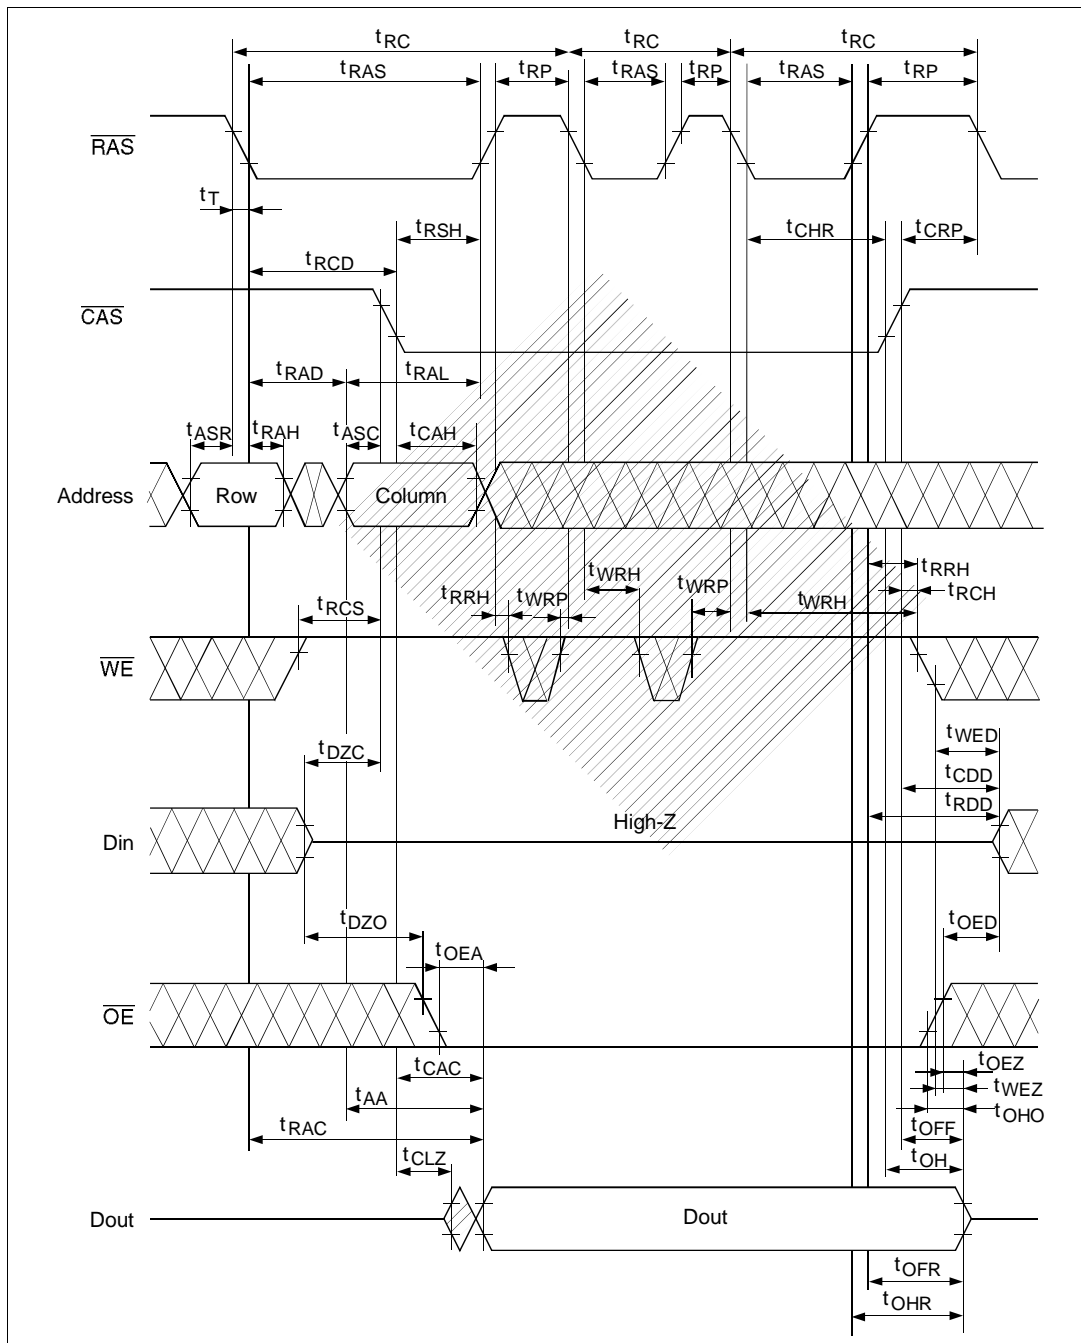 tRC tRC tRC
tRAS tRP tRAS tRP tRAS tRP
RAS
tT
tRSH tCHR tCRP
tRCD
CAS
tRAD tRAL
tASR tRAH tASC tCAH
Address Row Column
tRRH
tWRH tWRP
tRCH
tRRH tWRP tWRH
tRCS
WE
tWED
tDZC
tCDD
tRDD
High-Z
Din
tDZO tOED
tOEA
OE
tCAC tOEZ
tWEZ
tAA
tOHO
tRAC tOFF
tCLZ tOH
Dout Dout
tOFR
tOHR